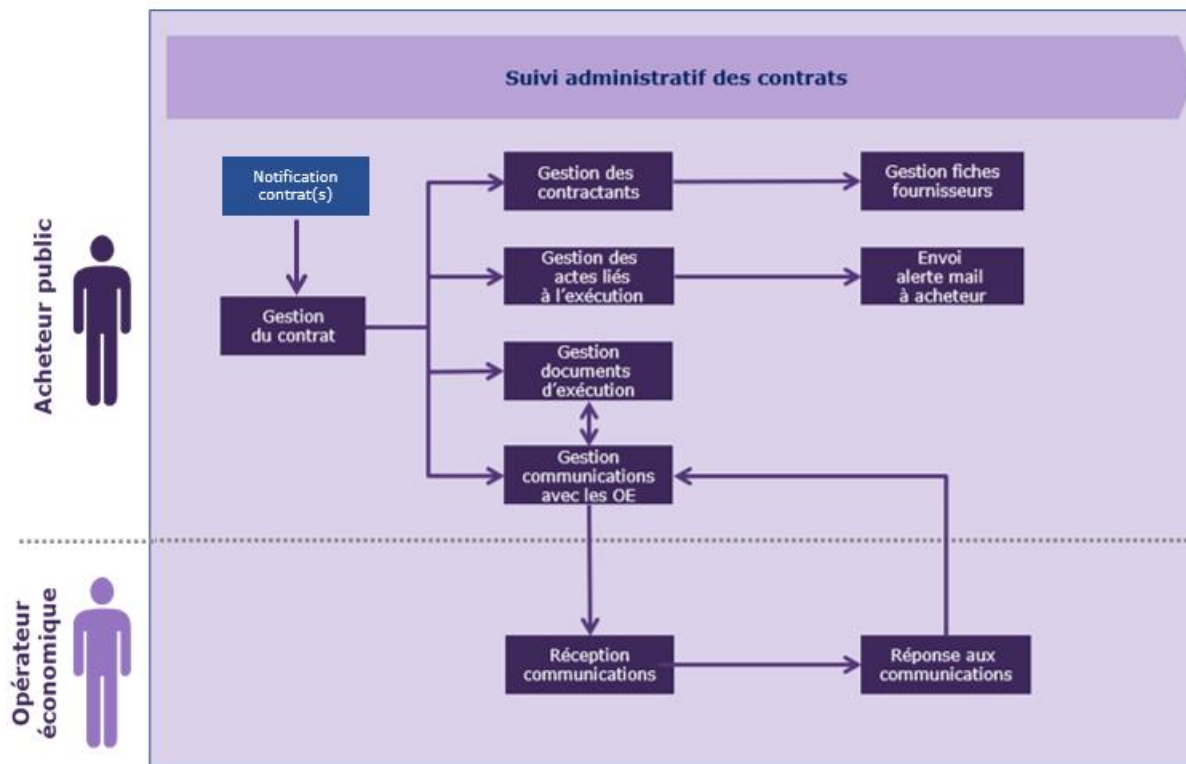 Suivi administratif des contrats
Acheteur public
Notification
contrat(s)
Gestion
du contrat
Gestion des
contractants
Gestion fiches
fournisseurs
Gestion des
actes liés
à l’exécution
Envoi
alerte mail
à acheteur
Gestion
documents
d’exécution
Gestion
communications
avec les OE
Opérateur
économique
Réception
communications
Réponse aux
communications